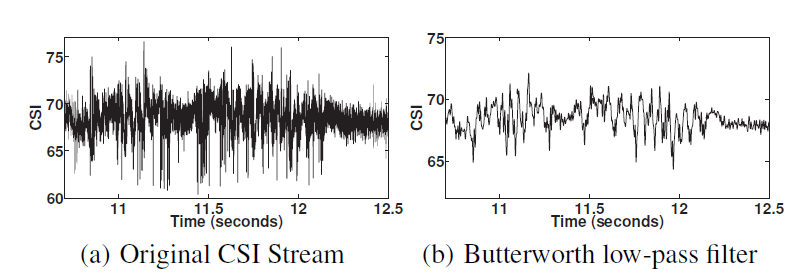 75
70
65
60
CSI
11
11.5
12
12.5
Time (seconds)
(a) Original CSI Stream
75
70
65
CSI
11
11.5
12
12.5
Time (seconds)
(b) Butterworth low-pass filter